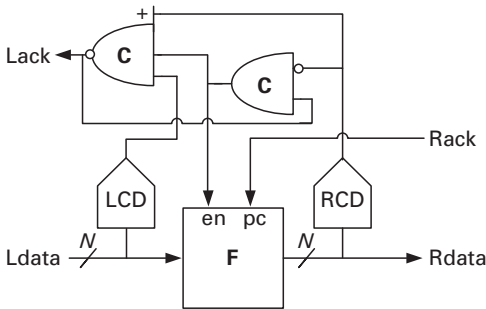 +
Lack
C
C
Rack
LCD
RCD
en pc
N
N
Ldata
F
Rdata